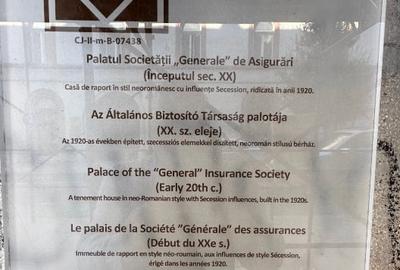 CJ-II-m-B-07438
Palatul Societății „Generale” de Asigurări
(Începutul sec. XX)
Casă de raport în stil neoromânesc cu influențe Secession, ridicată în anii 1920.
Az Általános Biztosító Társaság palotája
(XX. sz. eleje)
Az 1920-as években épített, szecessziós elemekkel díszített, neoromán stílusú bérház.
Palace of the "General" Insurance Society
(Early 20th c.)
A tenement house in neo-Romanian style with Secession influences, built in the 1920s.
Le palais de la Société "Générale" des assurances
(Début du XXe s.)
Immeuble de rapport en style néo-roumain, aux influences de style Sécession,
érigé dans les années 1920.